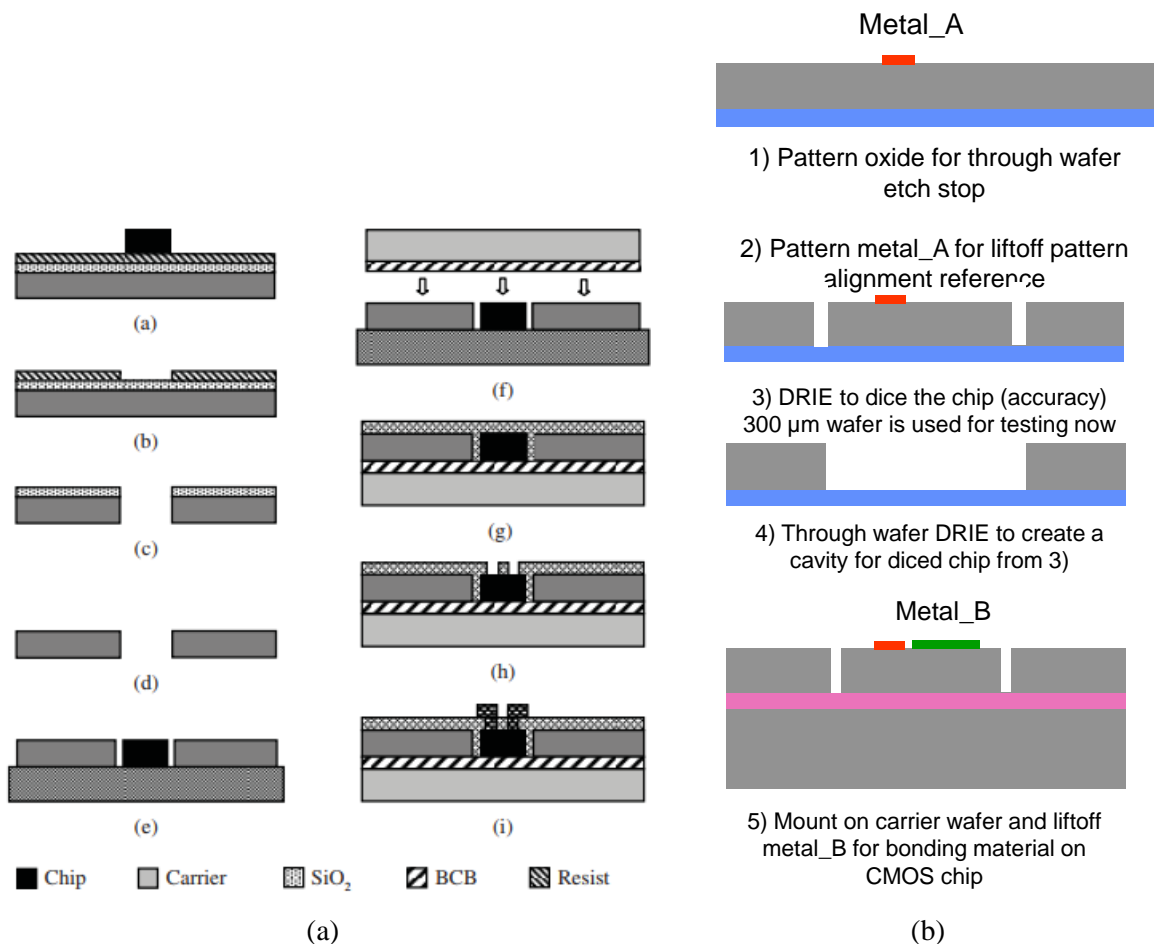 (a)
(b)
(c)
(d)
(e)
(f)
(g)
(h)
(i)
Chip
Carrier
SiO₂
BCB
Resist
(a)
Metal_A
1) Pattern oxide for through wafer
etch stop
2) Pattern metal_A for liftoff pattern
alignment reference
3) DRIE to dice the chip (accuracy)
300 µm wafer is used for testing now
4) Through wafer DRIE to create a
cavity for diced chip from 3)
Metal_B
5) Mount on carrier wafer and liftoff
metal_B for bonding material on
CMOS chip
(b)